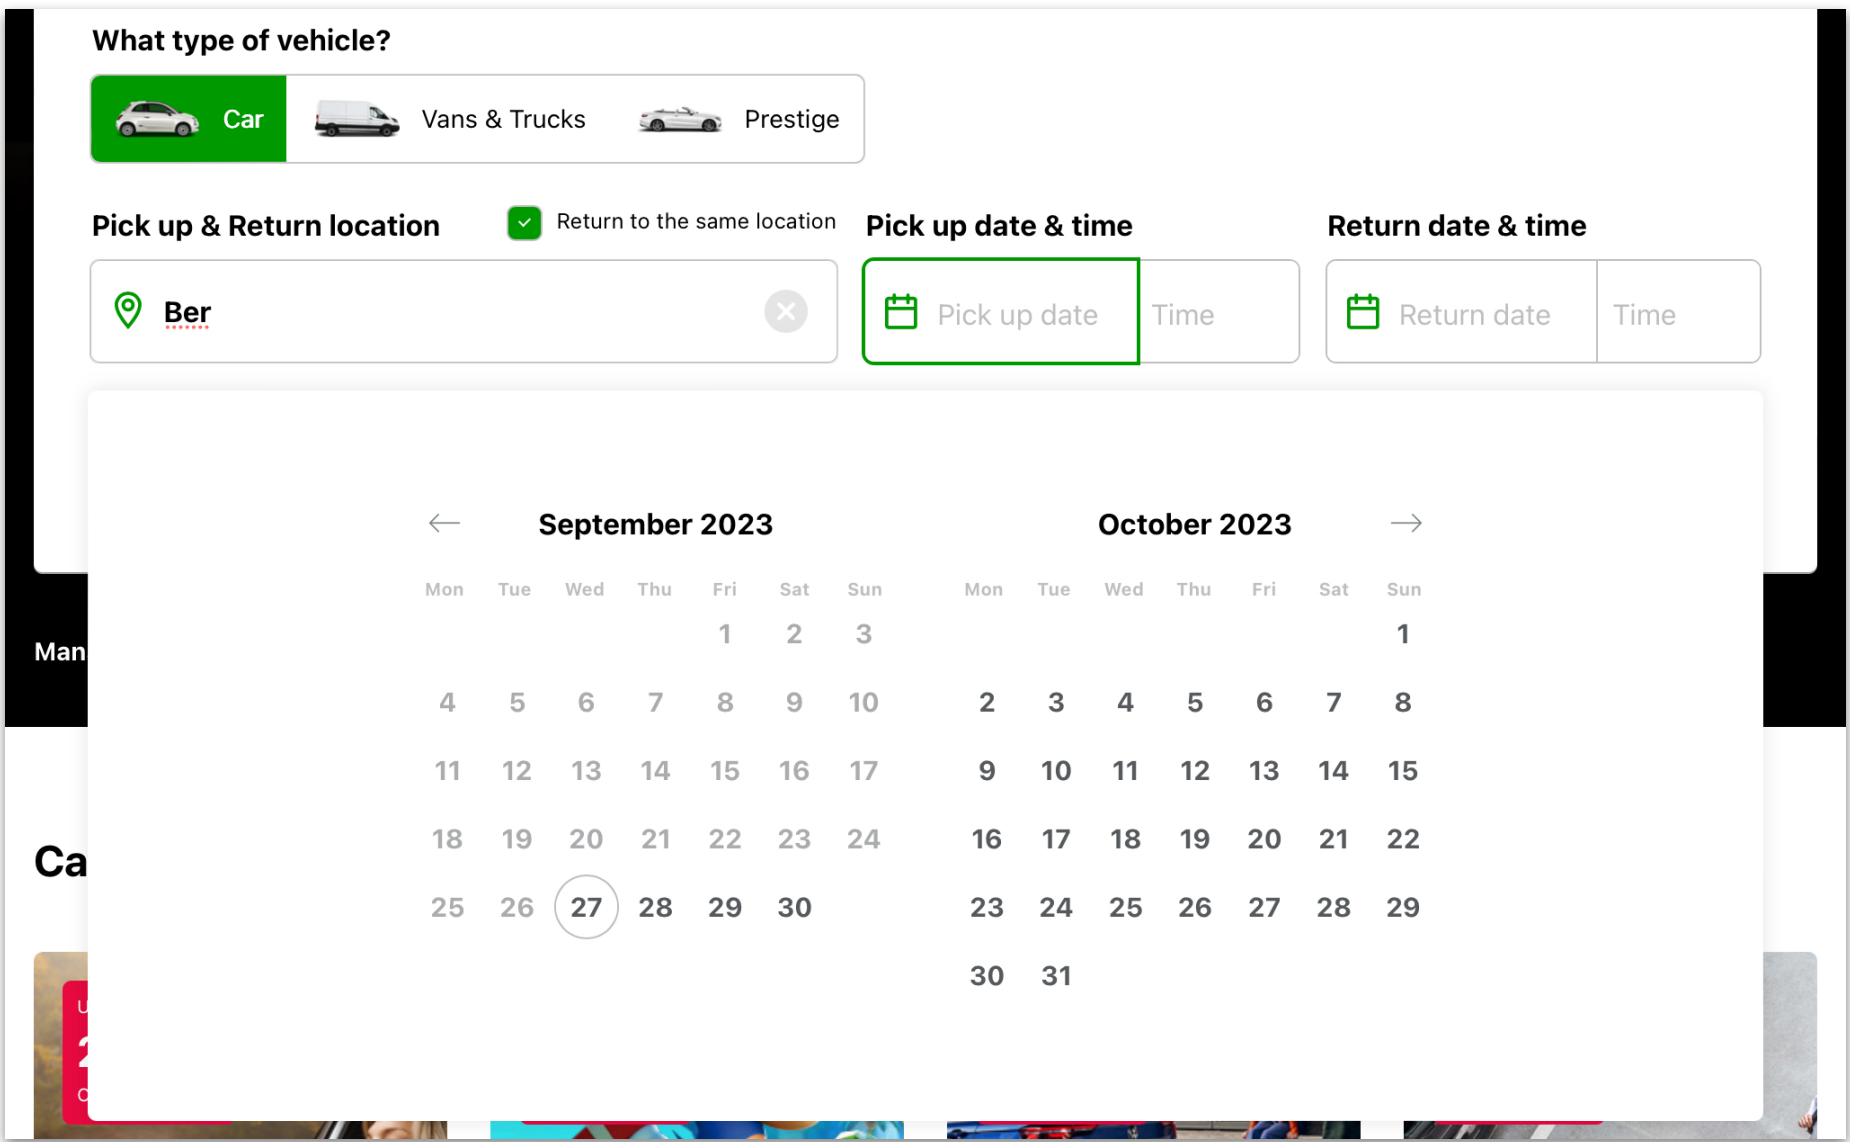 What type of vehicle?
Car Vans & Trucks Prestige
Pick up & Return location Return to the same location Pick up date & time Return date & time
Ber Pick up date Time Return date Time
September 2023 October 2023
Mon Tue Wed Thu Fri Sat Sun Mon Tue Wed Thu Fri Sat Sun
1 2 3 1
4 5 6 7 8 9 10 2 3 4 5 6 7 8
11 12 13 14 15 16 17 9 10 11 12 13 14 15
18 19 20 21 22 23 24 16 17 18 19 20 21 22
25 26 27 28 29 30 23 24 25 26 27 28 29
30 31
Man
Ca